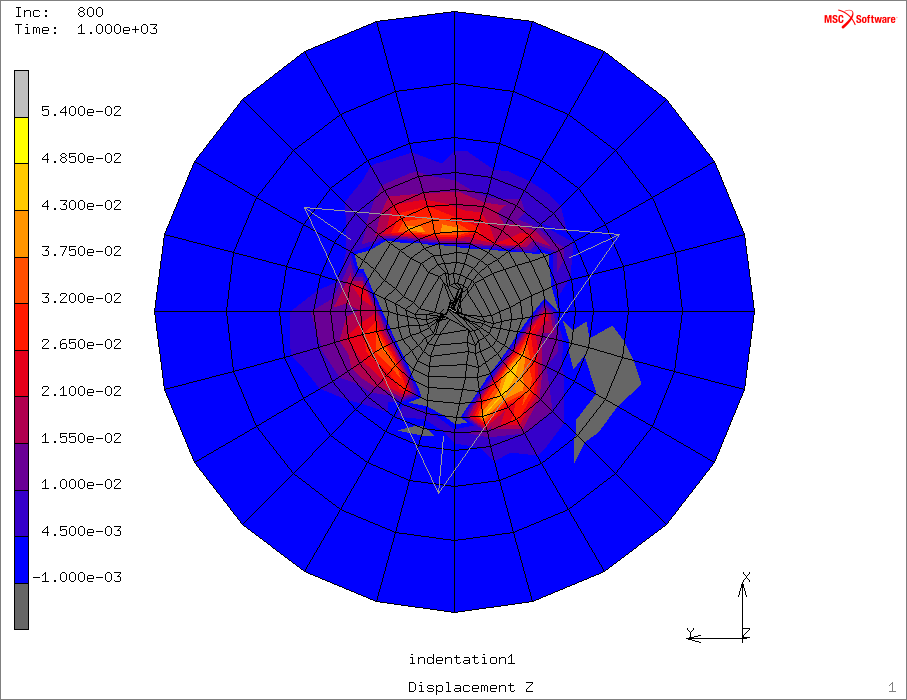 Inc: 800
Time: 1.000e+03
MSC Software
5.400e-02
4.850e-02
4.300e-02
3.750e-02
3.200e-02
2.650e-02
2.100e-02
1.550e-02
1.000e-02
4.500e-03
-1.000e-03
X
Y
Z
indentation1
Displacement Z
1